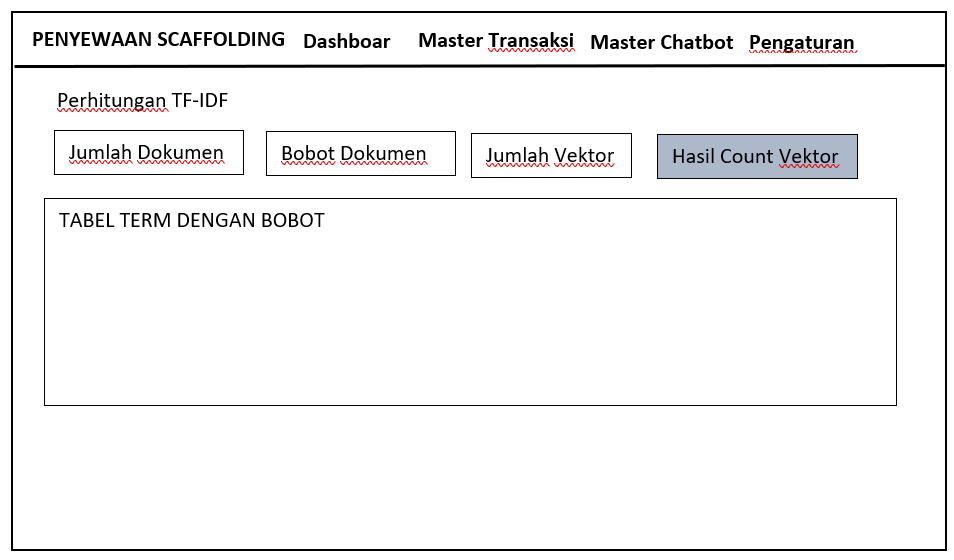 PENYEWAAN SCAFFOLDING Dashboar Master Transaksi Master Chatbot Pengaturan
Perhitungan TF-IDF
Jumlah Dokumen Bobot Dokumen Jumlah Vektor Hasil Count Vektor
TABEL TERM DENGAN BOBOT